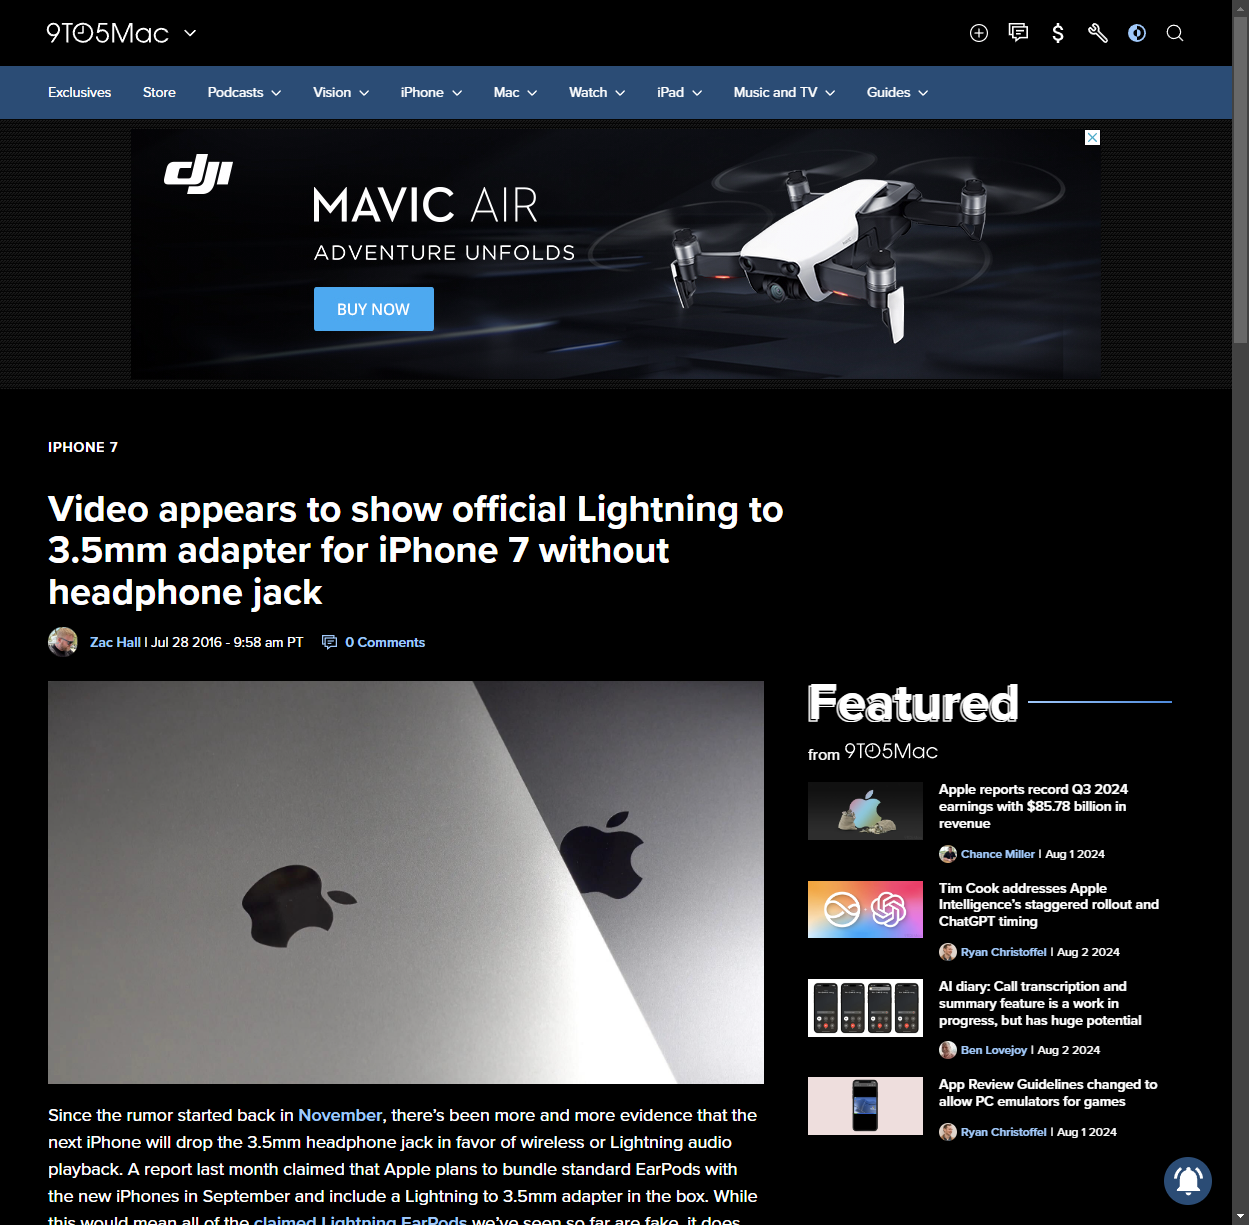 9TO5Mac
Exclusives Store Podcasts Vision iPhone Mac Watch iPad Music and TV Guides
dji
MAVIC AIR
ADVENTURE UNFOLDS
BUY NOW
IPHONE 7
Video appears to show official Lightning to
3.5mm adapter for iPhone 7 without
headphone jack
Zac Hall | Jul 28 2016 - 9:58 am PT 0 Comments
Since the rumor started back in November, there’s been more and more evidence that the
next iPhone will drop the 3.5mm headphone jack in favor of wireless or Lightning audio
playback. A report last month claimed that Apple plans to bundle standard EarPods with
the new iPhones in September and include a Lightning to 3.5mm adapter in the box. While
this would mean all of the claimed Lightning EarPods we’ve seen so far are fake, it does
Featured
from 9TO5Mac
Apple reports record Q3 2024
earnings with $85.78 billion in
revenue
Chance Miller | Aug 1 2024
Tim Cook addresses Apple
Intelligence’s staggered rollout and
ChatGPT timing
Ryan Christoffel | Aug 2 2024
AI diary: Call transcription and
summary feature is a work in
progress, but has huge potential
Ben Lovejoy | Aug 2 2024
App Review Guidelines changed to
allow PC emulators for games
Ryan Christoffel | Aug 1 2024